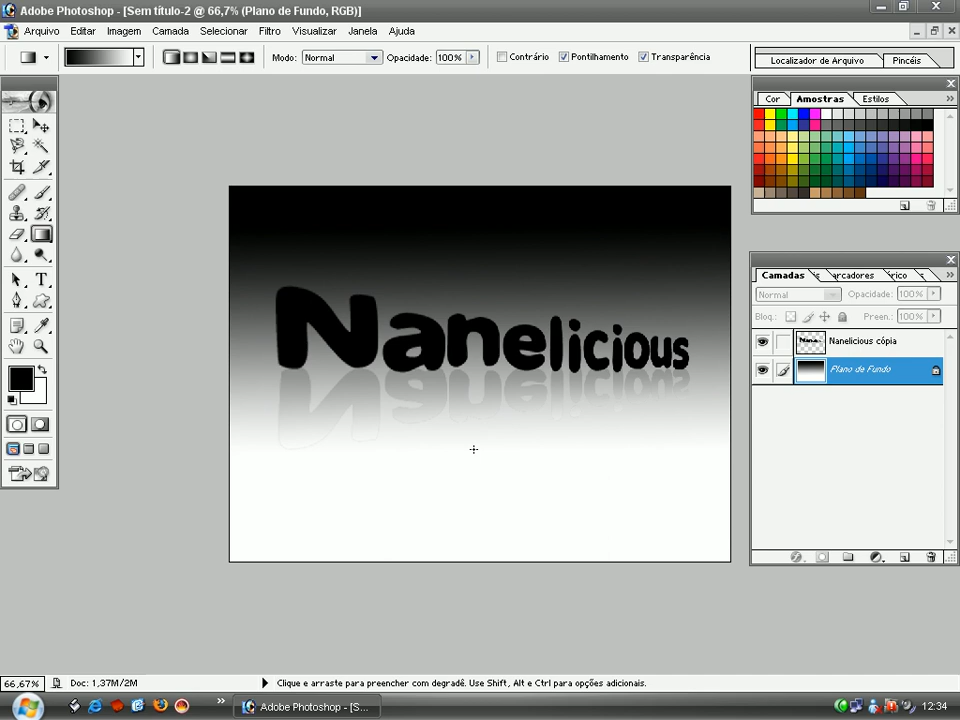 Adobe Photoshop - [Sem título-2 @ 66,7% (Plano de Fundo, RGB)]
Arquivo Editar Imagem Camada Selecionar Filtro Visualizar Janela Ajuda
Modo: Normal Opacidade: 100% Contrário Pontilhamento Transparência Localizador de Arquivo Pincéis
Cor Amostras Estilos
Nanelicious
Camadas arcadores rico
Normal Opacidade: 100%
Bloq.: Preen.: 100%
Nanelicious cópia
Plano de Fundo
66,67% Doc: 1,37M/2M Clique e arraste para preencher com degradê. Use Shift, Alt e Ctrl para opções adicionais.
Adobe Photoshop - [S... 12:34